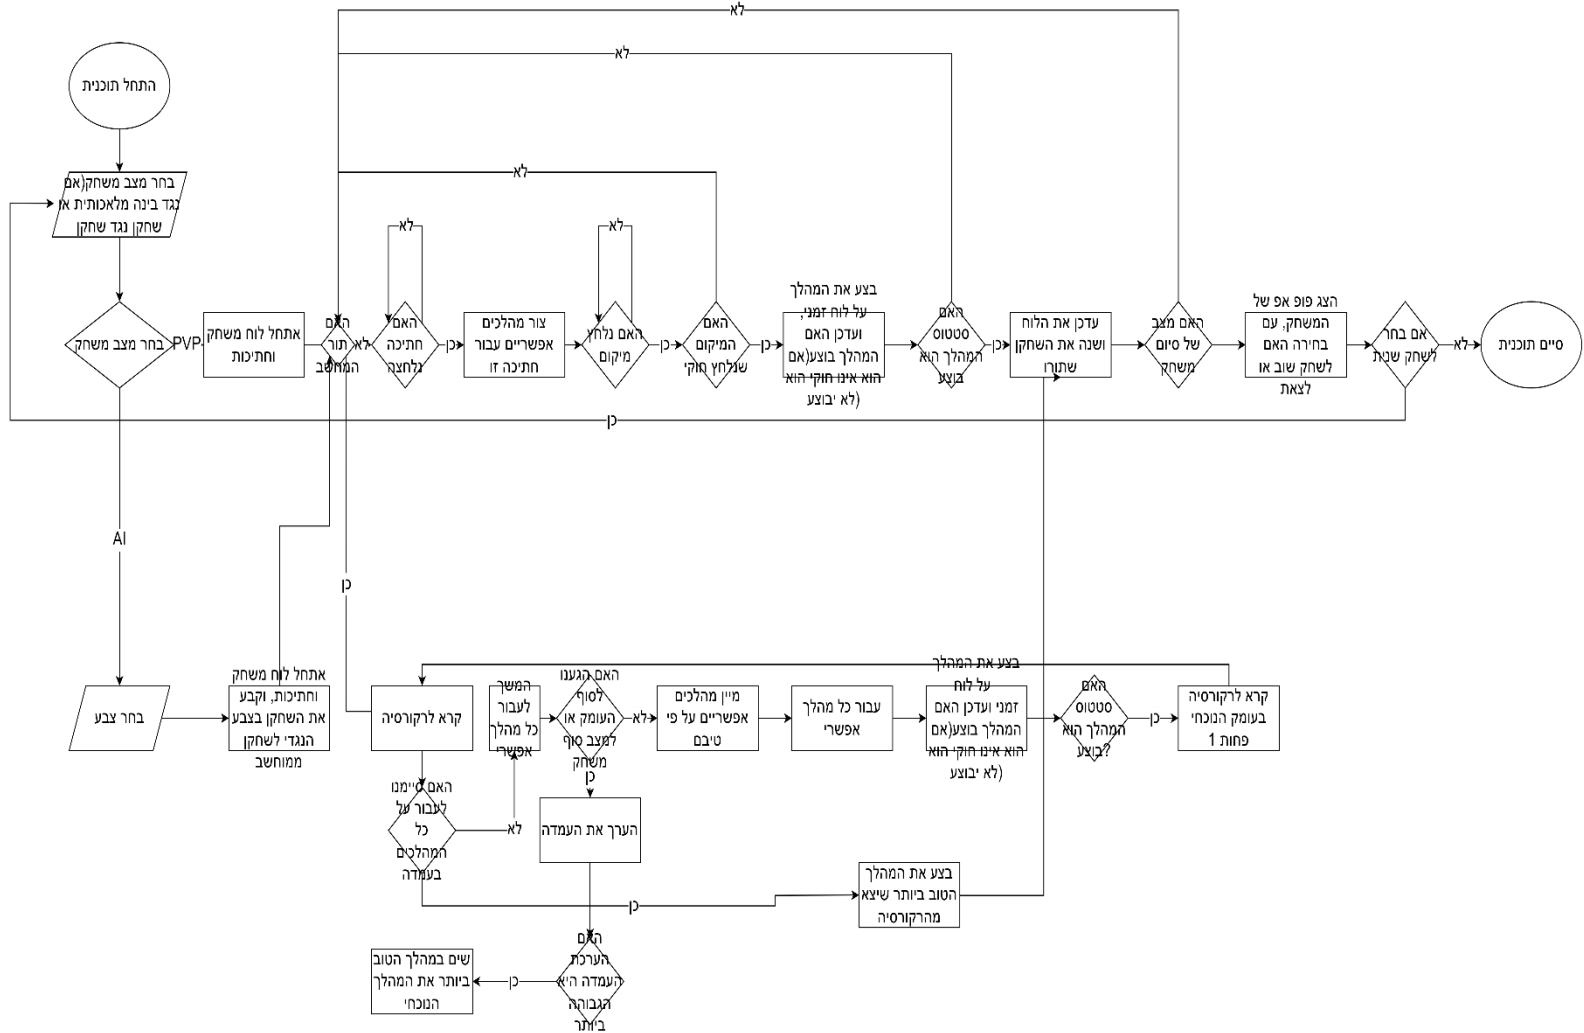 לא
לא
התחל תוכנית
בחר מצב משחק(אם
נגד בינה מלאכותית או
שחקן נגד שחקן
לא
לא
לא
בחר מצב משחק
PVP
אתחל לוח משחק
וחתיכות
האם
תור
המחשב
לא
האם
חתיכה
נלחצה
כן
צור מהלכים
אפשריים עבור
חתיכה זו
האם נלחץ
מיקום
כן
האם
המיקום
שנלחץ חוקי
כן
בצע את המהלך
על לוח זמני,
ועדכן האם
המהלך בוצע(אם
הוא אינו חוקי הוא
לא יבוצע)
האם
סטטוס
המהלך הוא
בוצע
כן
עדכן את הלוח
ושנה את השחקן
שתורו
האם מצב
של סיום
משחק
הצג פופ אפ של
המשחק, עם
בחירה האם
לשחק שוב או
לצאת
אם בחר
לשחק שנית
לא
סיים תוכנית
כן
AI
כן
בחר צבע
אתחל לוח משחק
וחתיכות, וקבע
את השחקן בצבע
הנגדי לשחקן
ממוחשב
קרא לרקורסיה
המשך
לעבור על
כל מהלך
אפשרי
האם הגענו
לסוף
העומק או
למצב סוף
משחק
לא
מיין מהלכים
אפשריים על פי
טיבם
עבור כל מהלך
אפשרי
בצע את המהלך
על לוח
זמני ועדכן האם
המהלך בוצע(אם
הוא אינו חוקי הוא
לא יבוצע)
האם
סטטוס
המהלך הוא
בוצע?
כן
קרא לרקורסיה
בעומק הנוכחי
פחות 1
כן
האם סיימנו
לעבור על
כל
המהלכים
בעמדה
לא
הערך את העמדה
כן
בצע את המהלך
הטוב ביותר שיצא
מהרקורסיה
האם
הערכת
העמדה היא
הגבוהה
ביותר
כן
שים במהלך הטוב
ביותר את המהלך
הנוכחי